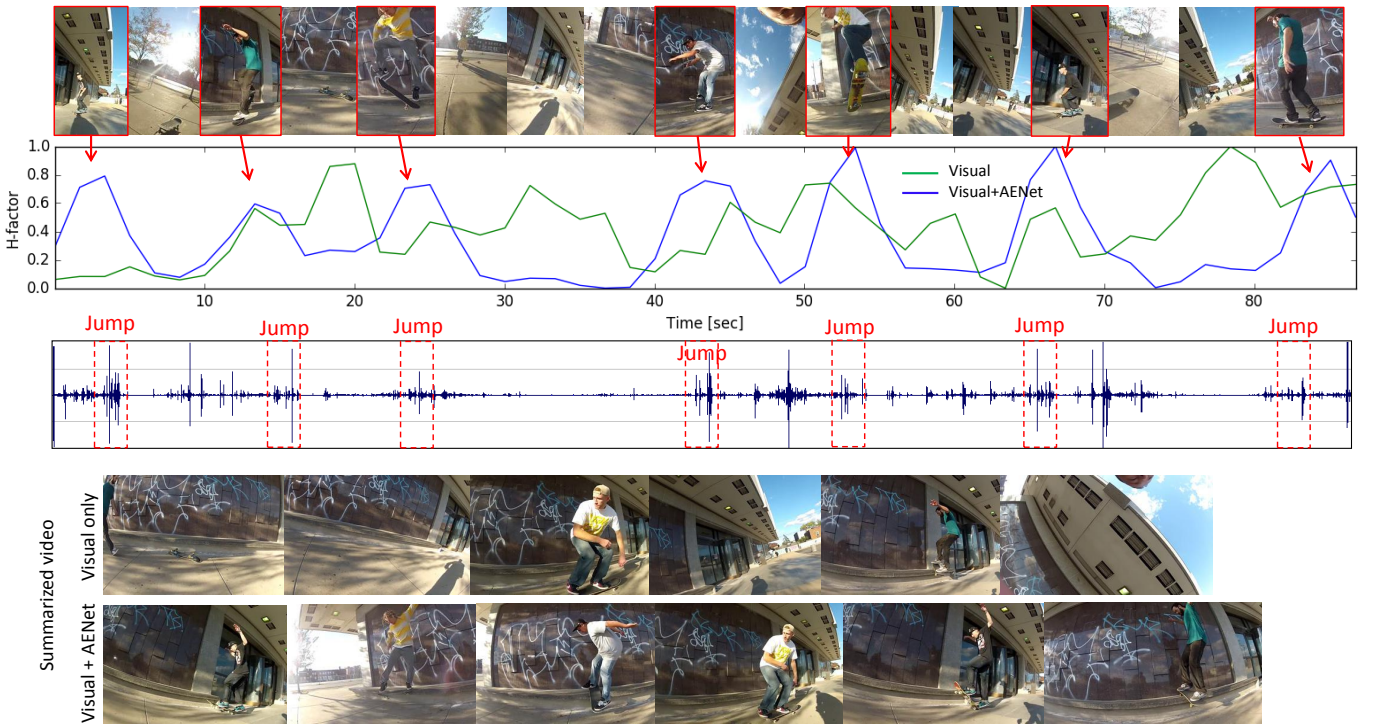 1.0
0.8
0.6
0.4
0.2
0.0
H-factor
Visual
Visual+AENet
10 20 30 40 50 60 70 80
Time [sec]
Jump
Jump
Jump
Jump
Jump
Jump
Jump
Summarized video
Visual only
Visual + AENet